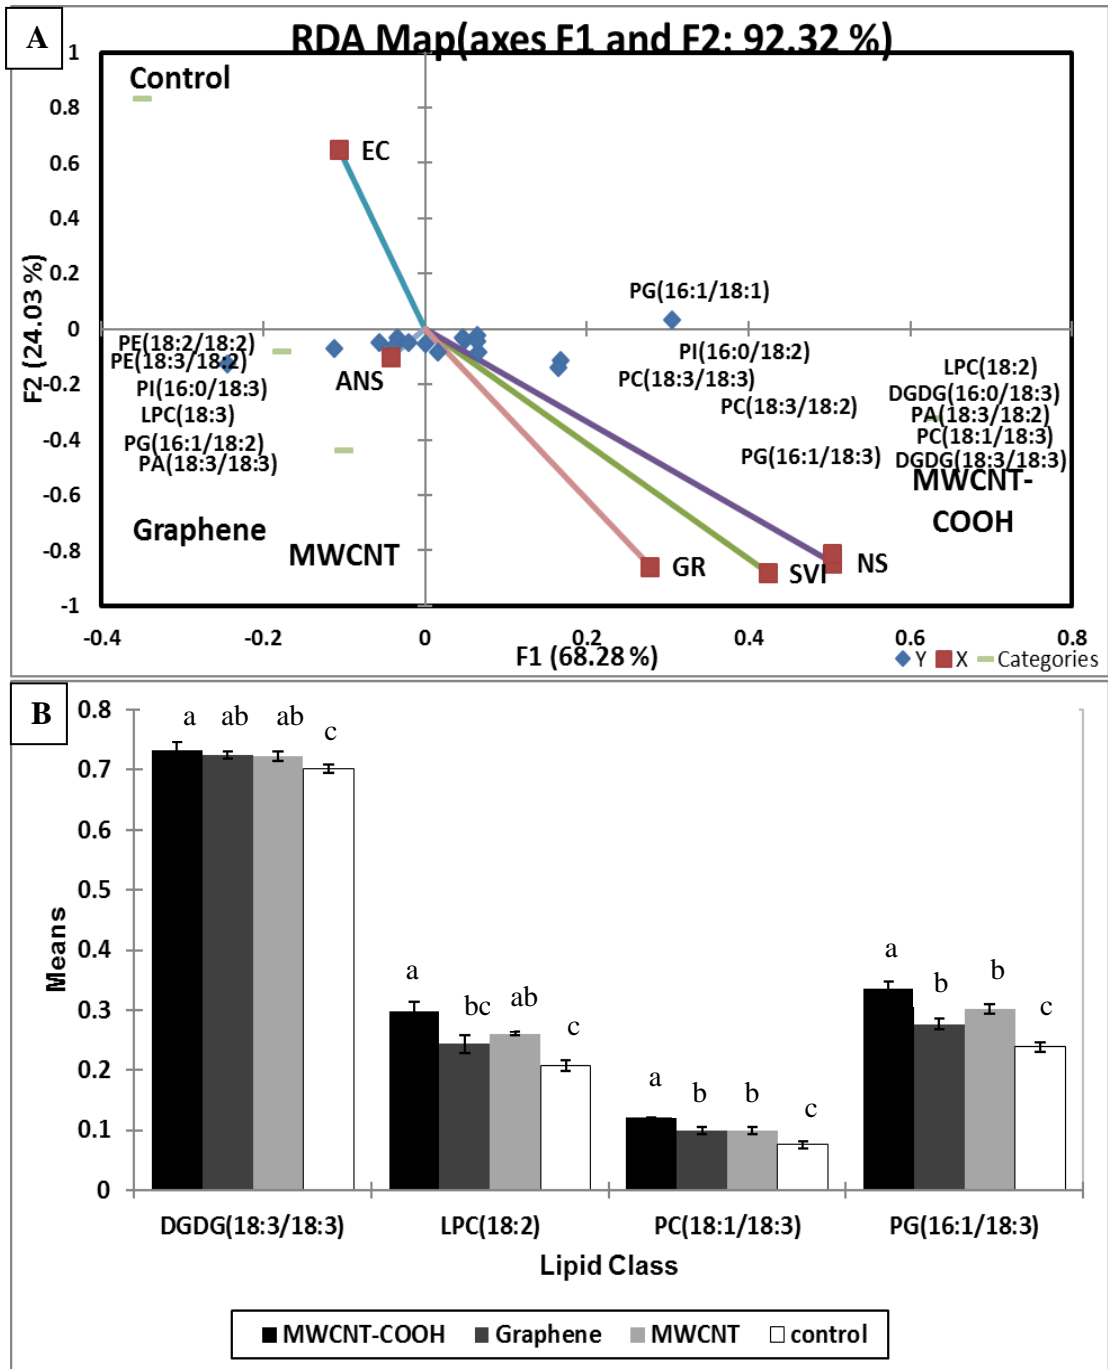 A
RDA Map(axes F1 and F2: 92.32 %)
1
0.8
0.6
0.4
0.2
0
-0.2
-0.4
-0.6
-0.8
-1
F2 (24.03 %)
Control
EC
PG(16:1/18:1)
PE(18:2/18:2)
PE(18:3/18:2)
PI(16:0/18:3)
LPC(18:3)
PG(16:1/18:2)
PA(18:3/18:3)
ANS
PI(16:0/18:2)
PC(18:3/18:3)
PC(18:3/18:2)
PG(16:1/18:3)
LPC(18:2)
DGDG(16:0/18:3)
PA(18:3/18:2)
PC(18:1/18:3)
DGDG(18:3/18:3)
MWCNT-
COOH
Graphene
MWCNT
GR
SVI
NS
-0.4 -0.2 0 0.2 0.4 0.6 0.8
F1 (68.28 %)
Y X Categories
B
0.8
0.7
0.6
0.5
0.4
0.3
0.2
0.1
0
Means
a ab ab c
a bc ab c
a b b c
a b b c
DGDG(18:3/18:3) LPC(18:2) PC(18:1/18:3) PG(16:1/18:3)
Lipid Class
MWCNT-COOH Graphene MWCNT control